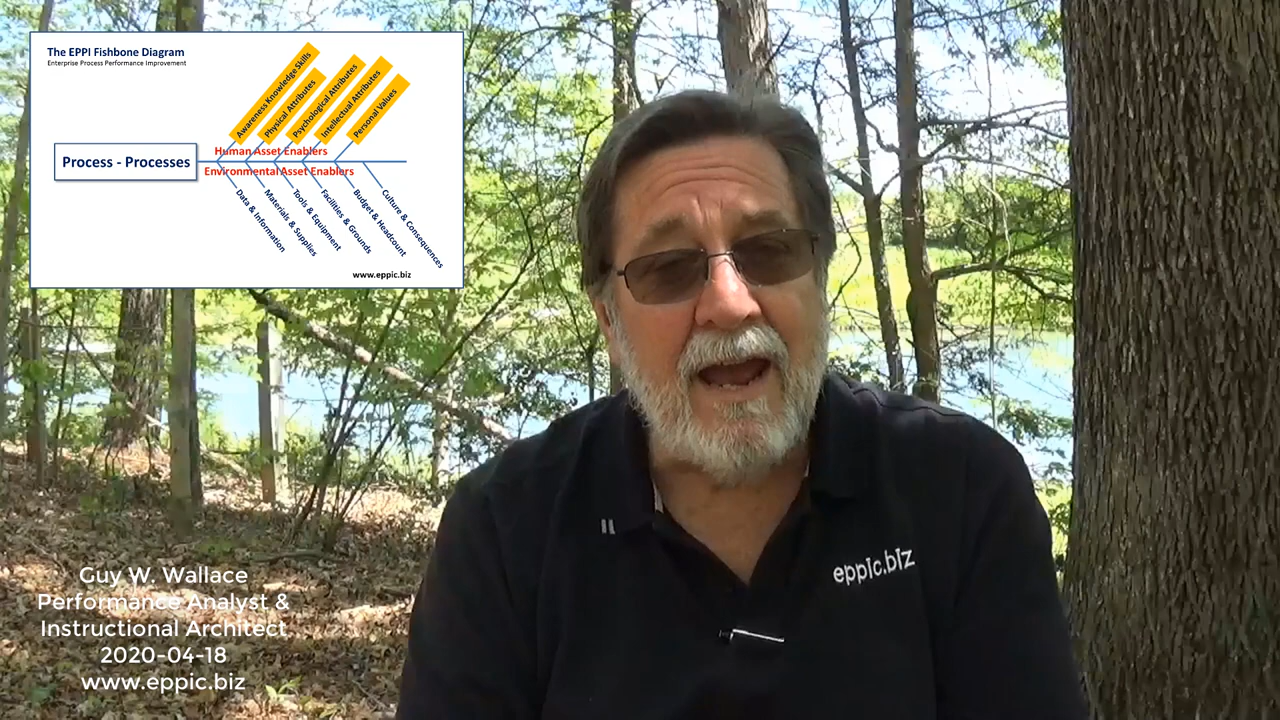 The EPPI Fishbone Diagram
Enterprise Process Performance Improvement
Awareness Knowledge Skills
Physical Attributes
Psychological Attributes
Intellectual Attributes
Personal Values
Human Asset Enablers
Process - Processes
Environmental Asset Enablers
Data & Information
Materials & Supplies
Tools & Equipment
Facilities & Grounds
Budget & Headcount
Culture & Consequences
www.eppic.biz
eppic.biz
Guy W. Wallace
Performance Analyst &
Instructional Architect
2020-04-18
www.eppic.biz